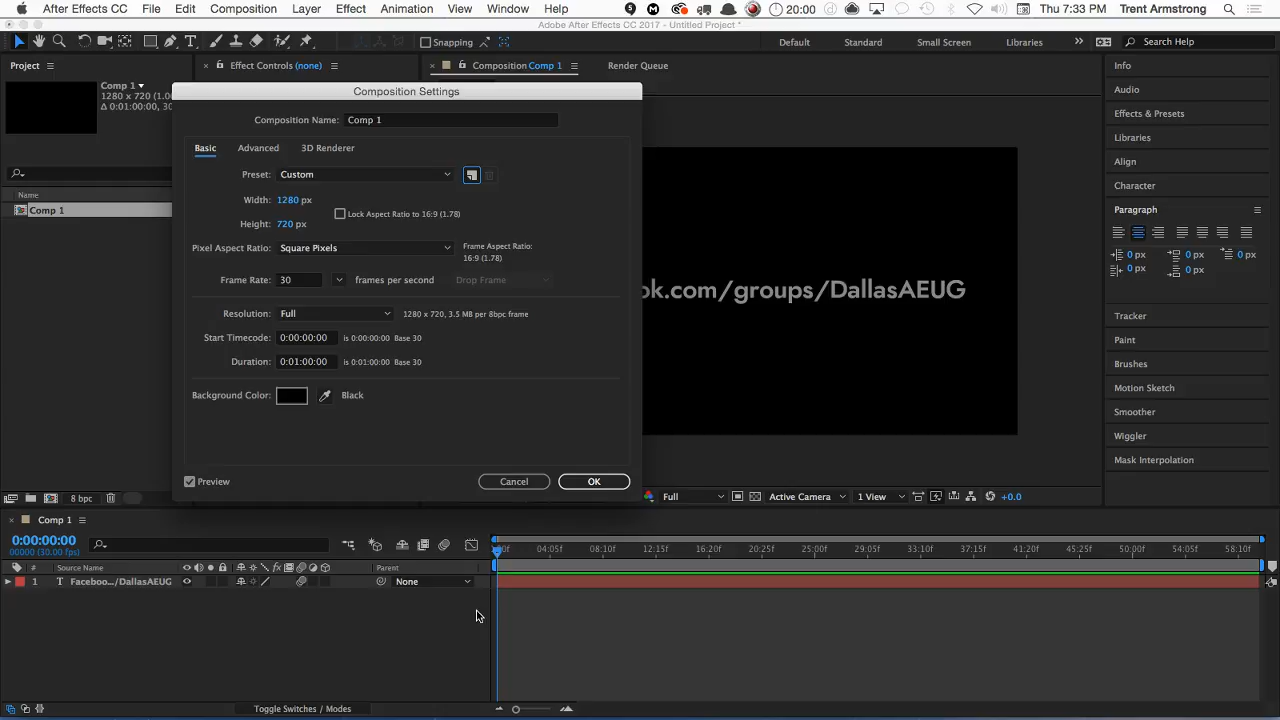 After Effects CC File Edit Composition Layer Effect Animation View Window Help 20:00 Thu 7:33 PM Trent Armstrong
Adobe After Effects CC 2017 - Untitled Project *
Snapping Default Standard Small Screen Libraries Search Help
Project Effect Controls (none) Composition Comp 1 Render Queue Info
Comp 1
1280 x 720 (1.0
Δ 0:01:00:00, 30
Name
Comp 1
Composition Settings
Composition Name: Comp 1
Basic Advanced 3D Renderer
Preset: Custom
Width: 1280 px
Lock Aspect Ratio to 16:9 (1.78)
Height: 720 px
Pixel Aspect Ratio: Square Pixels
Frame Aspect Ratio:
16:9 (1.78)
Frame Rate: 30 frames per second Drop Frame
Resolution: Full 1280 x 720, 3.5 MB per 8bpc frame
Start Timecode: 0:00:00:00 is 0:00:00:00 Base 30
Duration: 0:01:00:00 is 0:01:00:00 Base 30
Background Color: Black
Preview Cancel OK
ok.com/groups/DallasAEUG
Audio
Effects & Presets
Libraries
Align
Character
Paragraph
0 px 0 px 0 px
0 px 0 px
Tracker
Paint
Brushes
Motion Sketch
Smoother
Wiggler
Mask Interpolation
8 bpc Full Active Camera 1 View +0.0
Comp 1
0:00:00:00
00000 (30.00 fps)
:00f 04:05f 08:10f 12:15f 16:20f 20:25f 25:00f 29:05f 33:10f 37:15f 41:20f 45:25f 50:00f 54:05f 58:10f
# Source Name Parent
1 T Faceboo.../DallasAEUG None
Toggle Switches / Modes